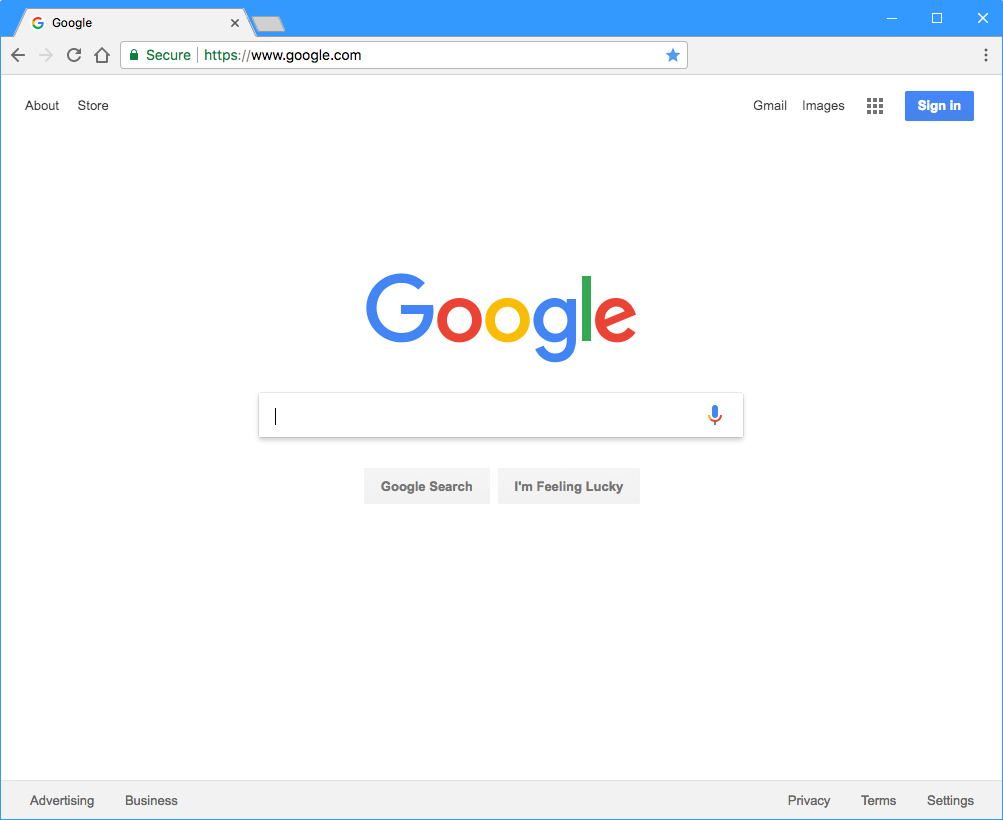 Google
Secure https://www.google.com
About Store Gmail Images Sign in
Google
Google Search I'm Feeling Lucky
Advertising Business Privacy Terms Settings